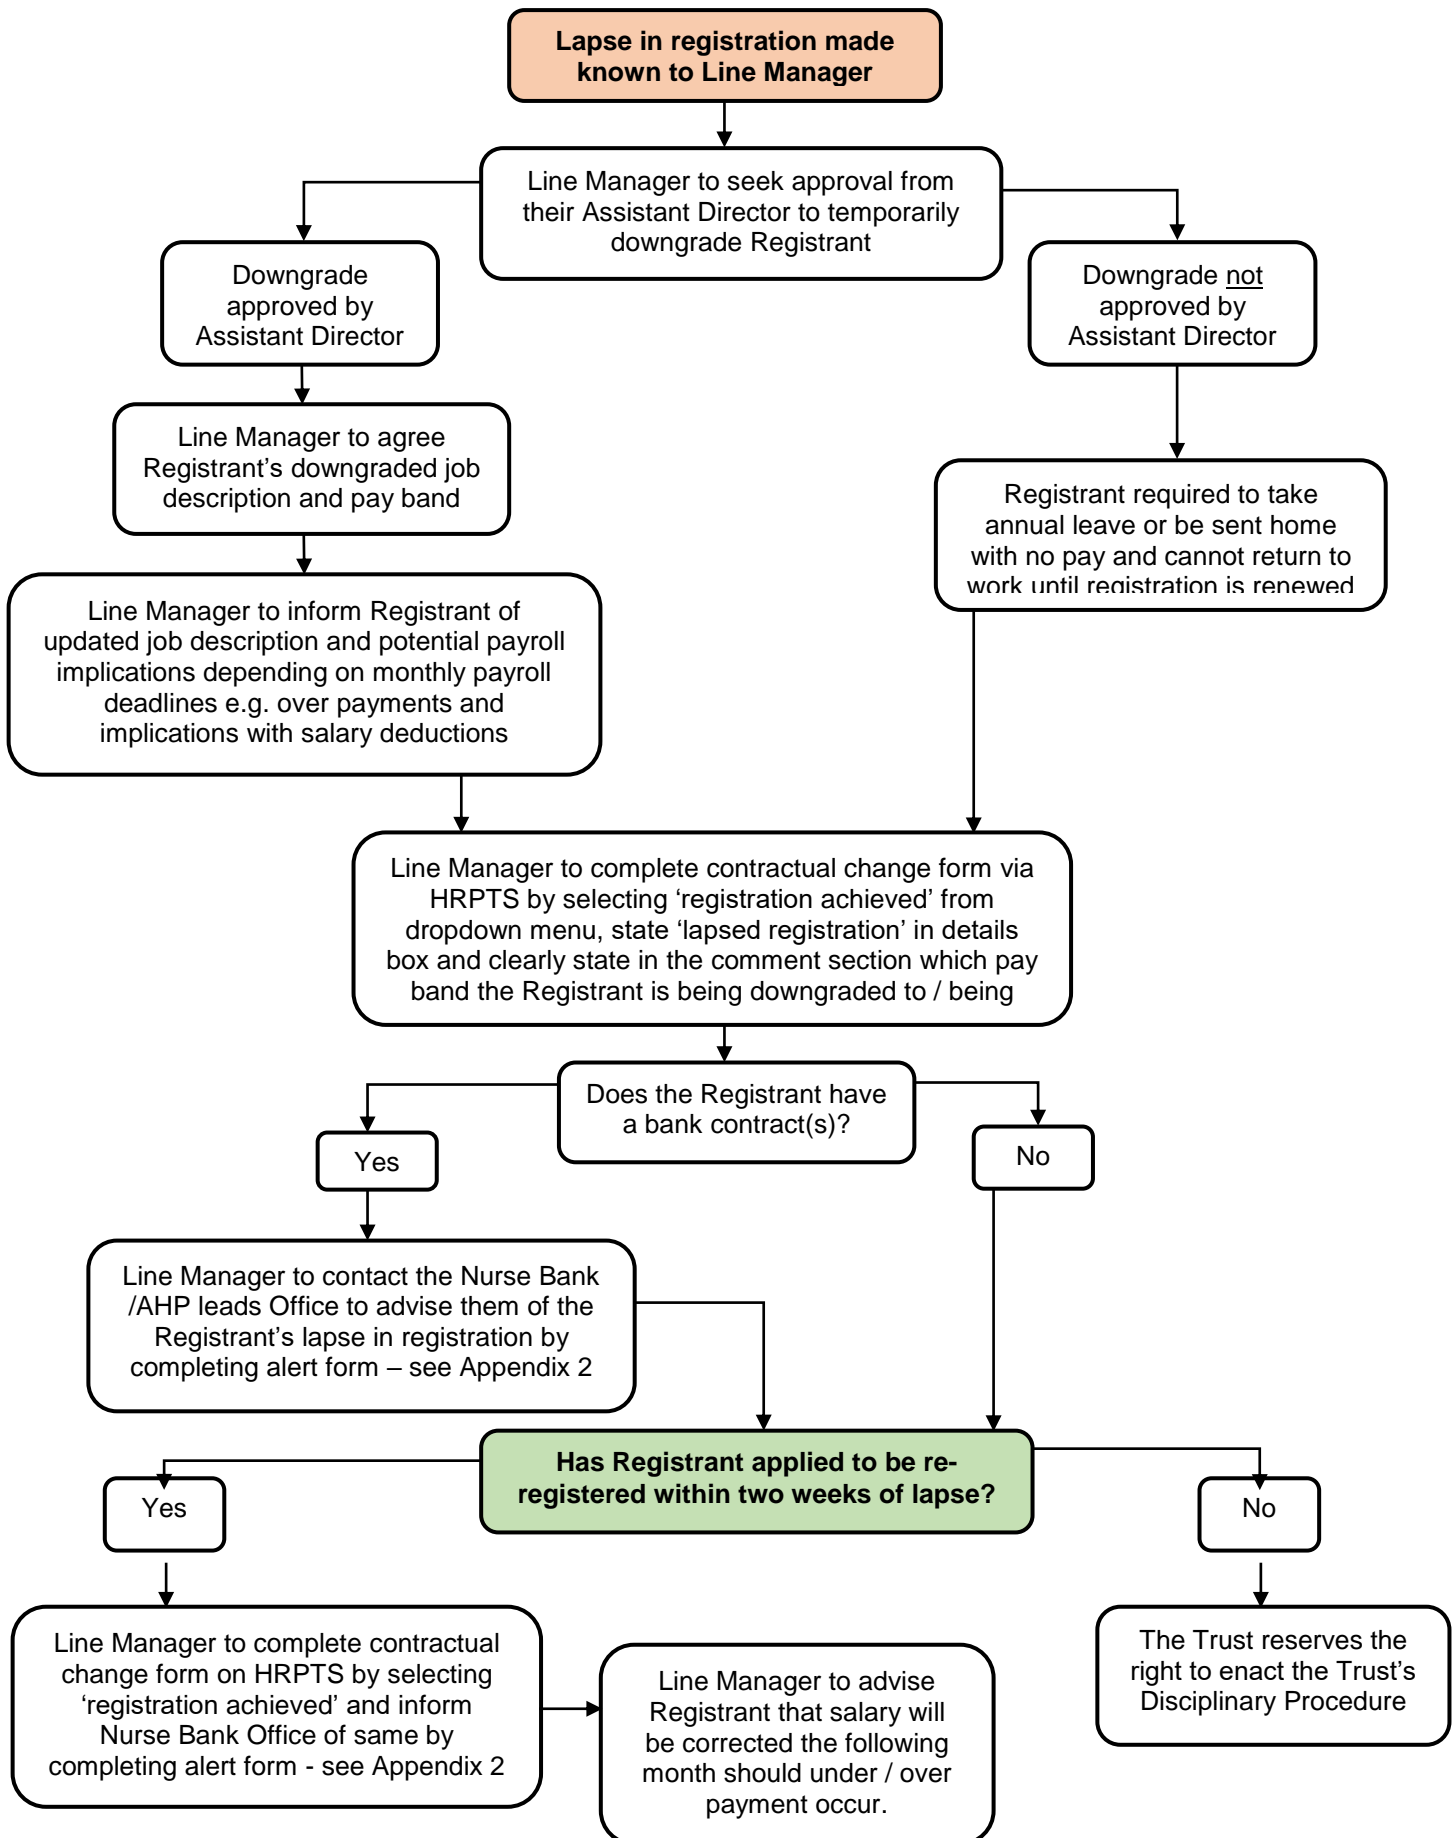 Lapse in registration made
known to Line Manager
Line Manager to seek approval from
their Assistant Director to temporarily
downgrade Registrant
Downgrade
approved by
Assistant Director
Downgrade not
approved by
Assistant Director
Line Manager to agree
Registrant’s downgraded job
description and pay band
Registrant required to take
annual leave or be sent home
with no pay and cannot return to
work until registration is renewed
Line Manager to inform Registrant of
updated job description and potential payroll
implications depending on monthly payroll
deadlines e.g. over payments and
implications with salary deductions
Line Manager to complete contractual change form via
HRPTS by selecting ‘registration achieved’ from
dropdown menu, state ‘lapsed registration’ in details
box and clearly state in the comment section which pay
band the Registrant is being downgraded to / being
Does the Registrant have
a bank contract(s)?
Yes
No
Line Manager to contact the Nurse Bank
/AHP leads Office to advise them of the
Registrant’s lapse in registration by
completing alert form – see Appendix 2
Has Registrant applied to be re-
registered within two weeks of lapse?
Yes
No
Line Manager to complete contractual
change form on HRPTS by selecting
‘registration achieved’ and inform
Nurse Bank Office of same by
completing alert form - see Appendix 2
Line Manager to advise
Registrant that salary will
be corrected the following
month should under / over
payment occur.
The Trust reserves the
right to enact the Trust’s
Disciplinary Procedure